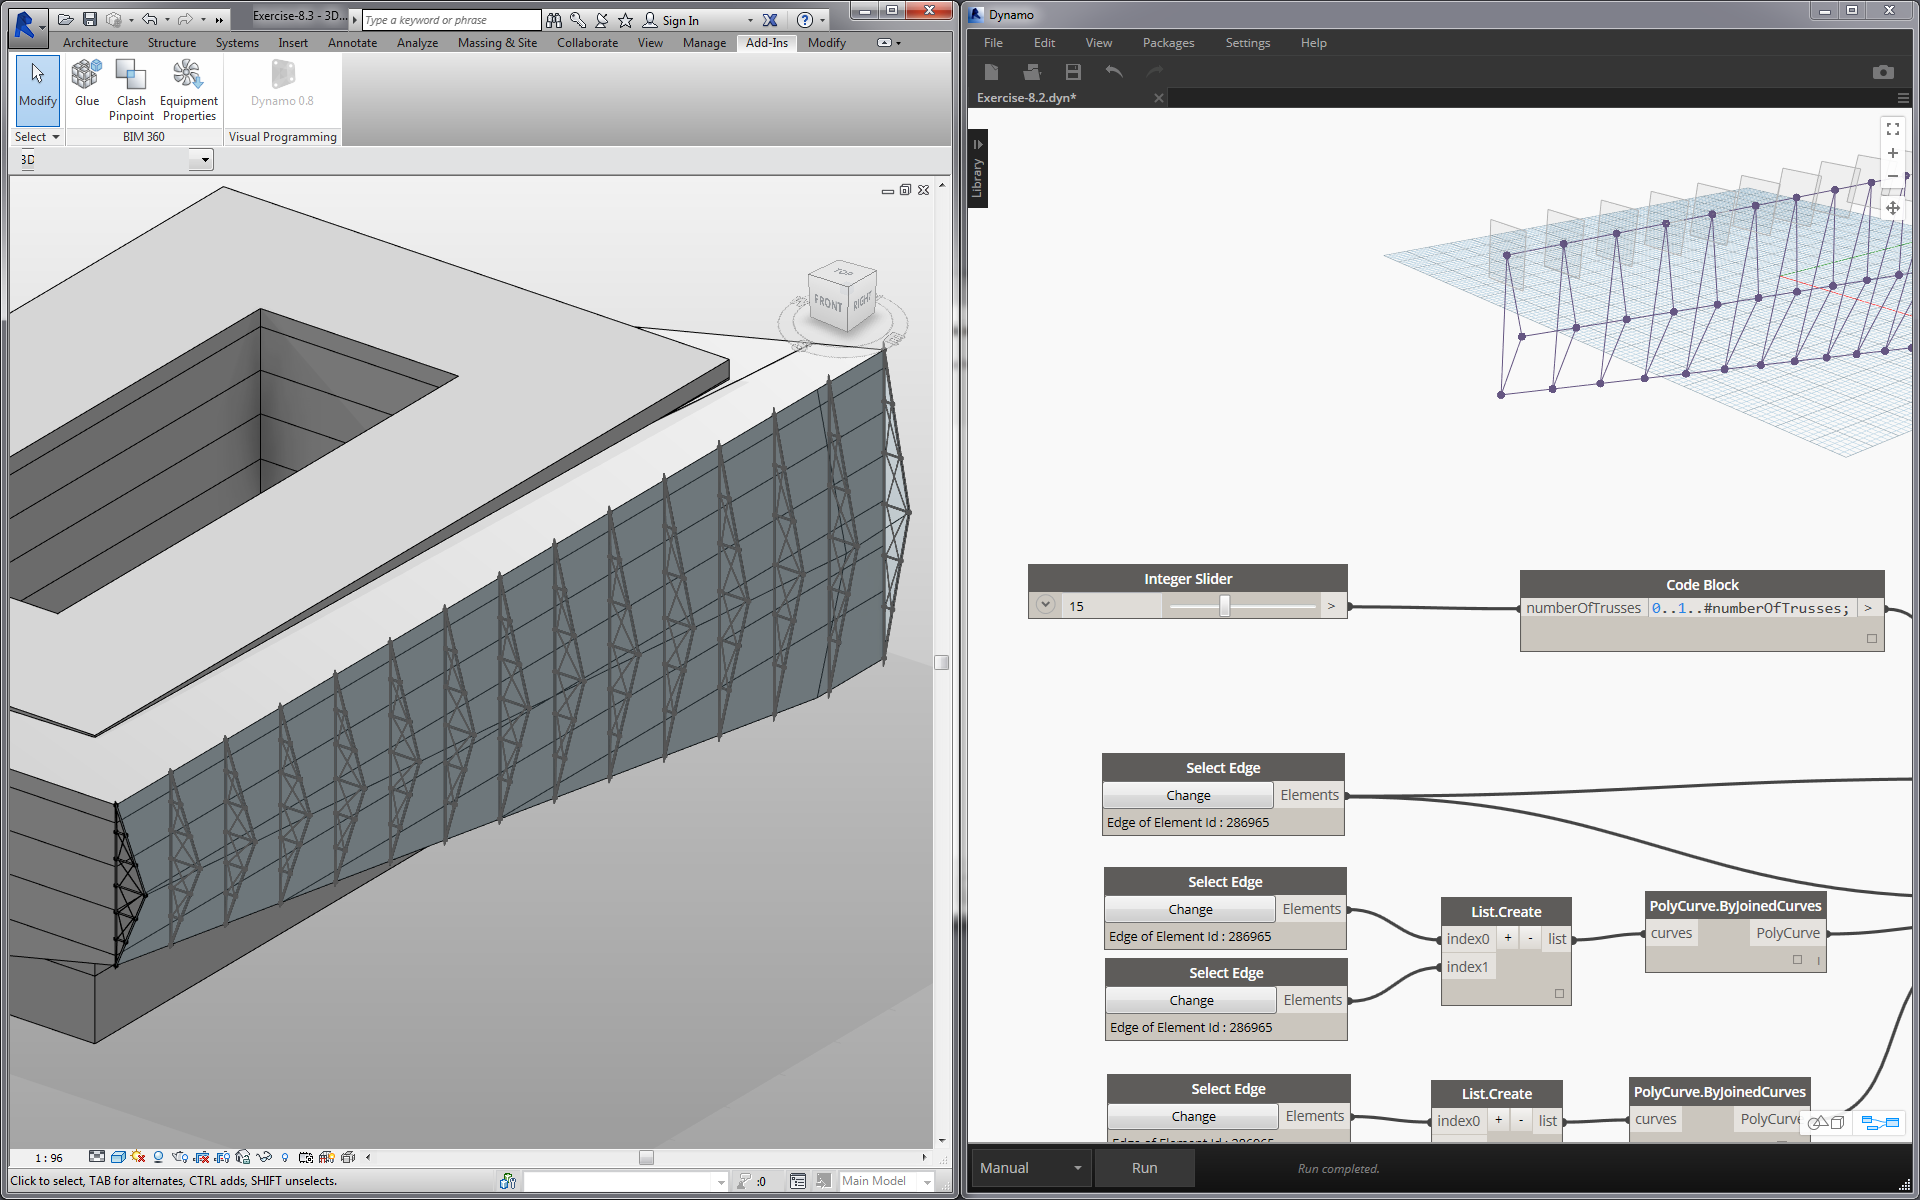 Exercise-8.3 - 3D...
Type a keyword or phrase
Sign In
Architecture Structure Systems Insert Annotate Analyze Massing & Site Collaborate View Manage Add-Ins Modify
Modify
Glue
Clash Pinpoint
Equipment Properties
Dynamo 0.8
Select
BIM 360
Visual Programming
3D
TOP
FRONT
RIGHT
1 : 96
Click to select, TAB for alternates, CTRL adds, SHIFT unselects.
:0
Main Model
Dynamo
File Edit View Packages Settings Help
Exercise-8.2.dyn*
Library
Integer Slider
15
>
Code Block
numberOfTrusses
0..1..#numberOfTrusses;
>
Select Edge
Change
Elements
Edge of Element Id : 286965
Select Edge
Change
Elements
Edge of Element Id : 286965
Select Edge
Change
Elements
Edge of Element Id : 286965
List.Create
index0 + - list
index1
PolyCurve.ByJoinedCurves
curves PolyCurve
Select Edge
Change
Elements
Edge of Element Id : 286965
List.Create
index0 + - list
PolyCurve.ByJoinedCurves
curves PolyCurve
Manual
Run
Run completed.